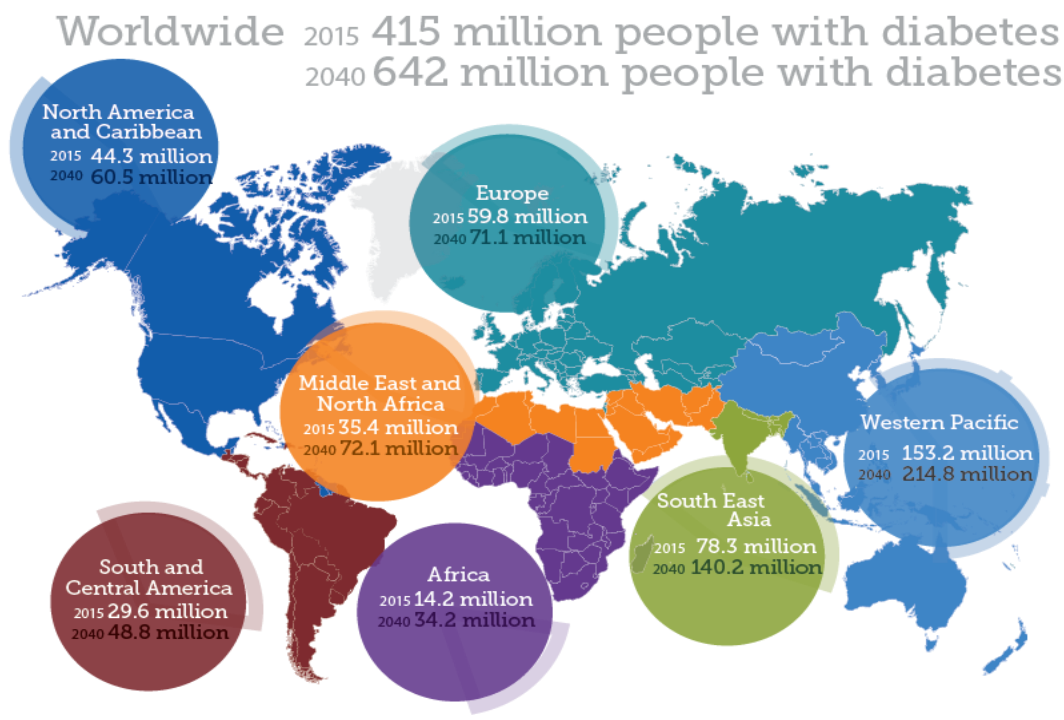 Worldwide 2015 415 million people with diabetes
2040 642 million people with diabetes
North America
and Caribbean
2015 44.3 million
2040 60.5 million
Europe
2015 59.8 million
2040 71.1 million
Middle East and
North Africa
2015 35.4 million
2040 72.1 million
Western Pacific
2015 153.2 million
2040 214.8 million
South East
Asia
2015 78.3 million
2040 140.2 million
South and
Central America
2015 29.6 million
2040 48.8 million
Africa
2015 14.2 million
2040 34.2 million